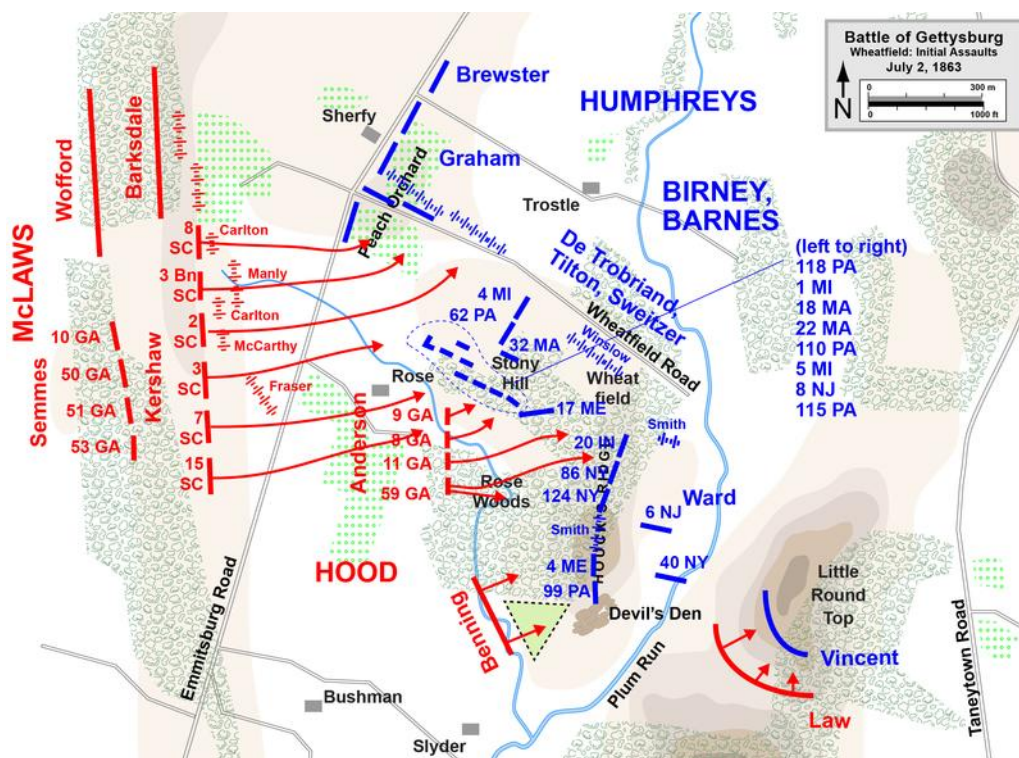 Battle of Gettysburg
Wheatfield: Initial Assaults
July 2, 1863
N
0 300 m
0 1000 ft
Brewster
HUMPHREYS
Sherfy
Graham
Peach Orchard
Trostle
BIRNEY,
BARNES
De Trobriand,
Tilton, Sweitzer
(left to right)
118 PA
1 MI
18 MA
22 MA
110 PA
5 MI
8 NJ
115 PA
Wofford
Barksdale
McLAWS
Semmes
Kershaw
8
SC
Carlton
3 Bn
SC
Manly
Carlton
2
SC
McCarthy
3
SC
Fraser
7
SC
15
SC
10 GA
50 GA
51 GA
53 GA
4 MI
62 PA
32 MA
Stony
Hill
Winslow
Wheatfield Road
Wheat
field
Rose
17 ME
Anderson
9 GA
8 GA
11 GA
59 GA
Rose
Woods
20 IN
86 NY
124 NY
HOUCK'S RIDGE
Smith
Smith
Ward
6 NJ
4 ME
99 PA
40 NY
HOOD
Benning
Devil's Den
Little
Round
Top
Vincent
Law
Plum Run
Emmitsburg Road
Bushman
Slyder
Taneytown Road